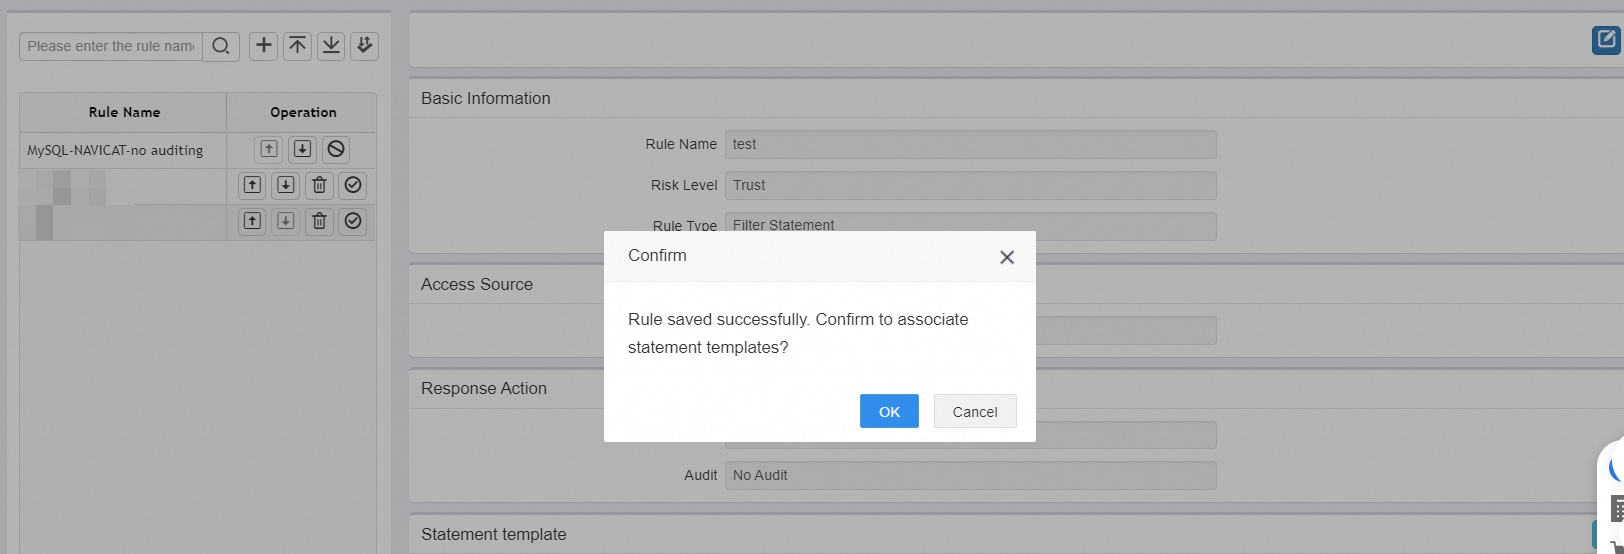 Please enter the rule nam
Rule Name
Operation
MySQL-NAVICAT-no auditing
Basic Information
Rule Name
test
Risk Level
Trust
Rule Type
Filter Statement
Confirm
Rule saved successfully. Confirm to associate
statement templates?
OK
Cancel
Access Source
Response Action
Audit
No Audit
Statement template